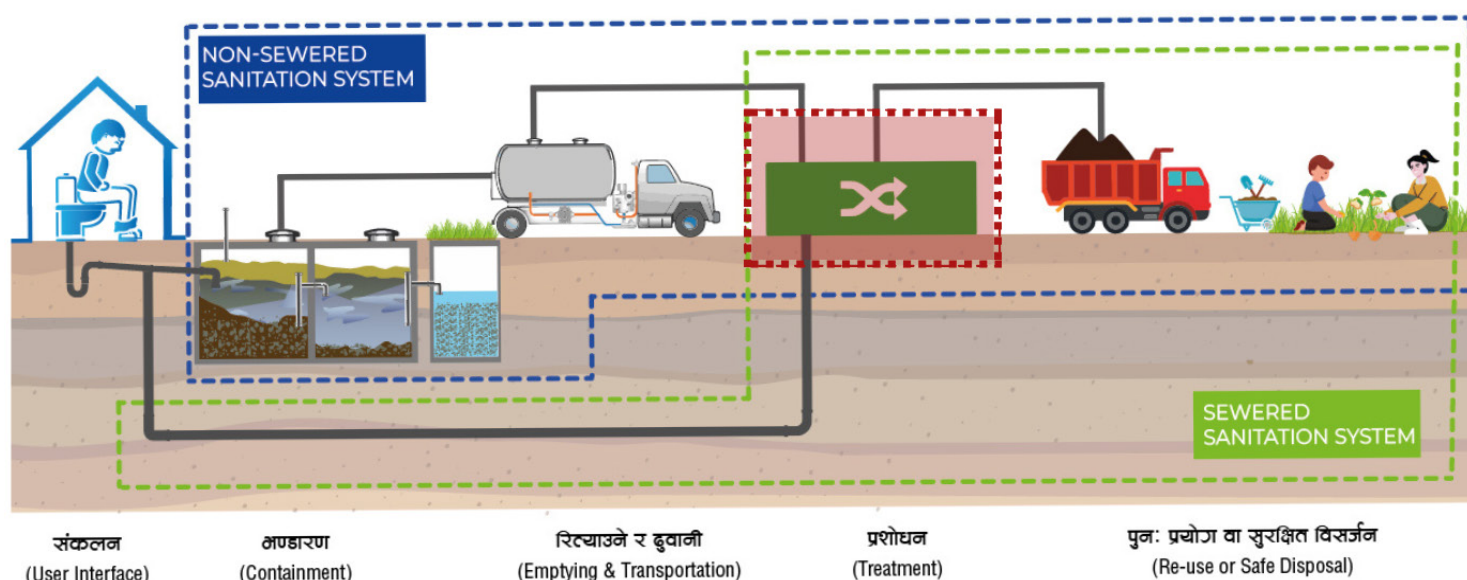 NON-SEWERED
SANITATION SYSTEM
SEWERED
SANITATION SYSTEM
संकलन
(User Interface)
भण्डारण
(Containment)
रित्याउने र ढुवानी
(Emptying & Transportation)
प्रशोधन
(Treatment)
पुन: प्रयोग वा सुरक्षित विसर्जन
(Re-use or Safe Disposal)